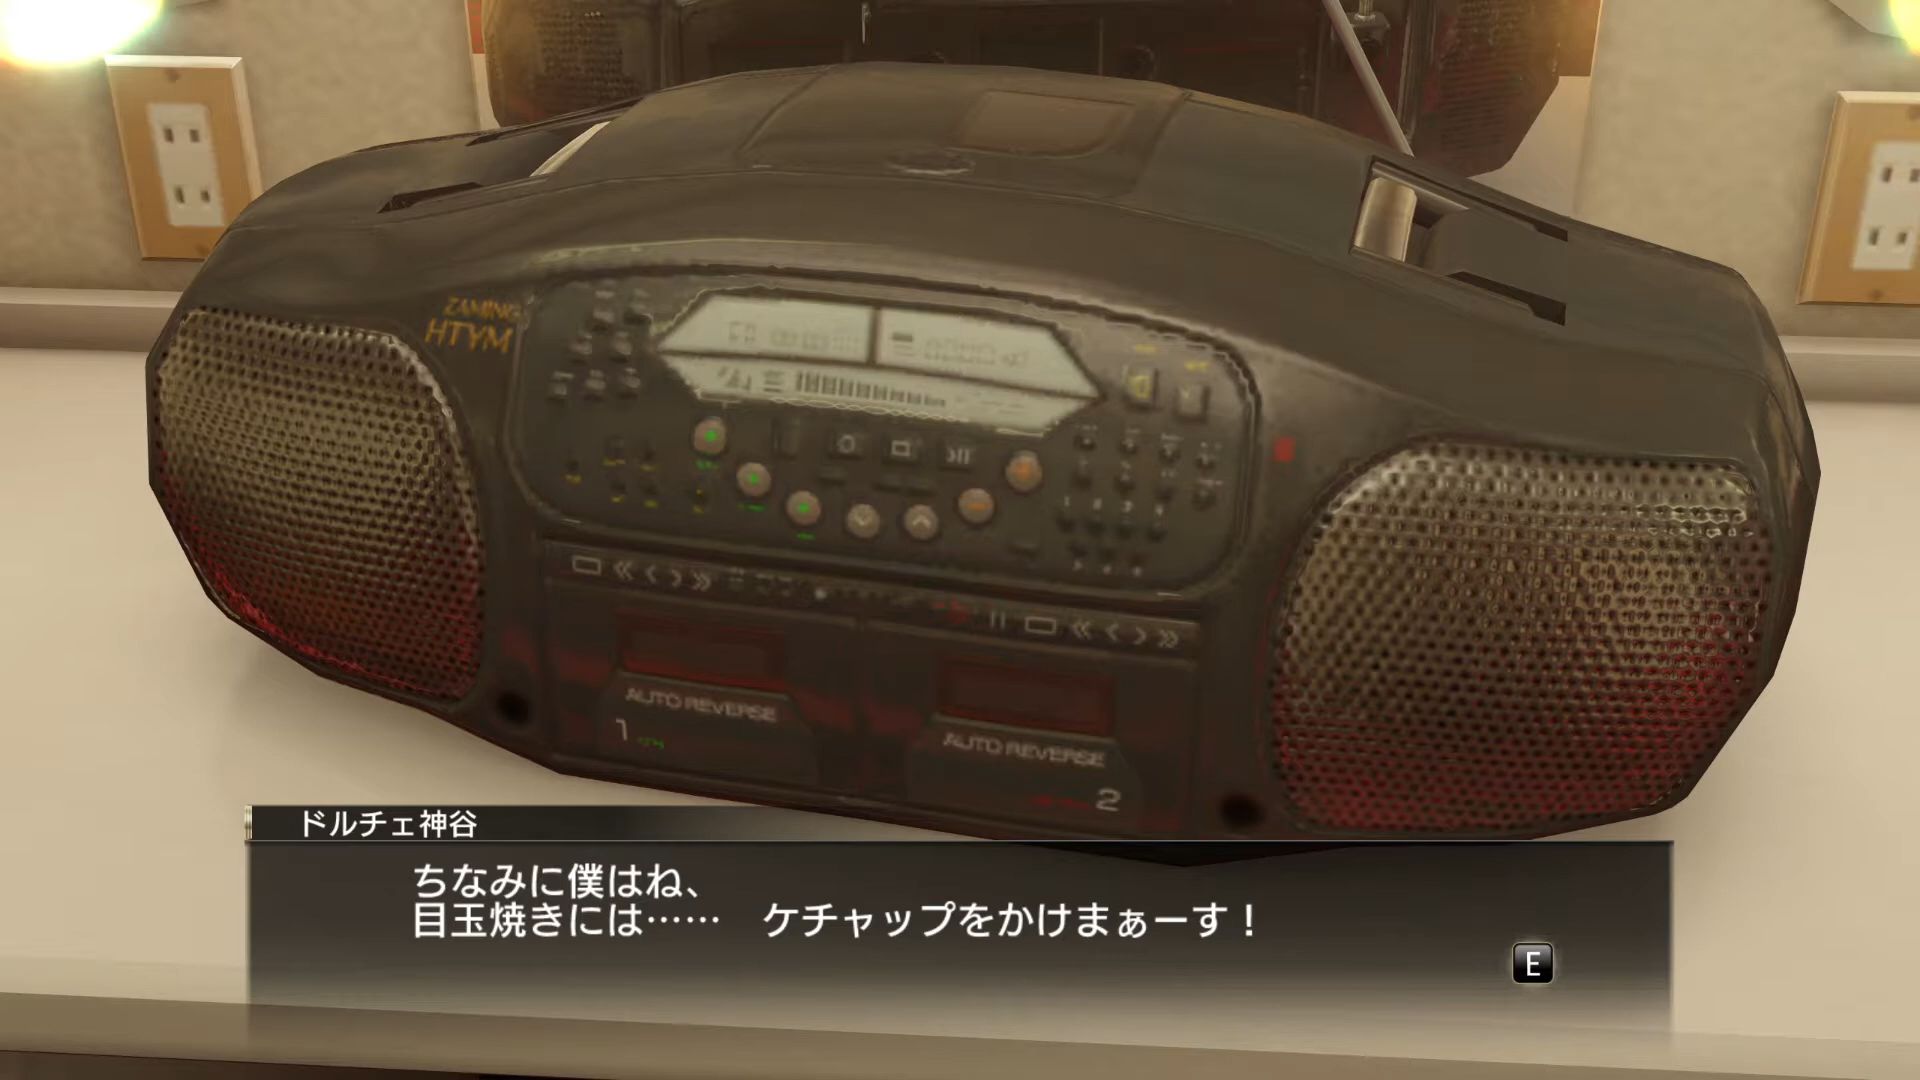 ZAMING
HTYM
AUTO REVERSE
1
AUTO REVERSE
2
ドルチェ神谷
ちなみに僕はね、
目玉焼きには…… ケチャップをかけまぁーす！
E